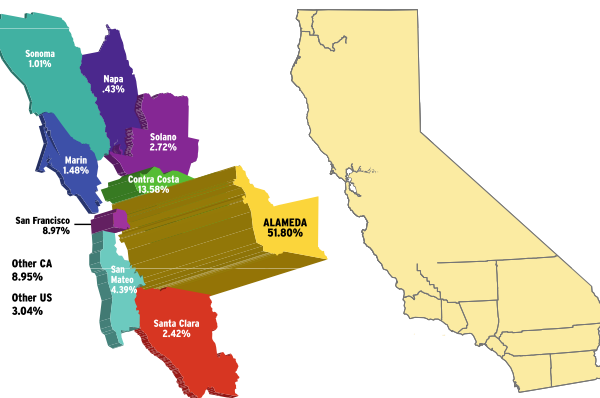 Sonoma
1.01%
Napa
.43%
Solano
2.72%
Marin
1.48%
Contra Costa
13.58%
San Francisco
8.97%
ALAMEDA
51.80%
Other CA
8.95%
San
Mateo
4.39%
Other US
3.04%
Santa Clara
2.42%